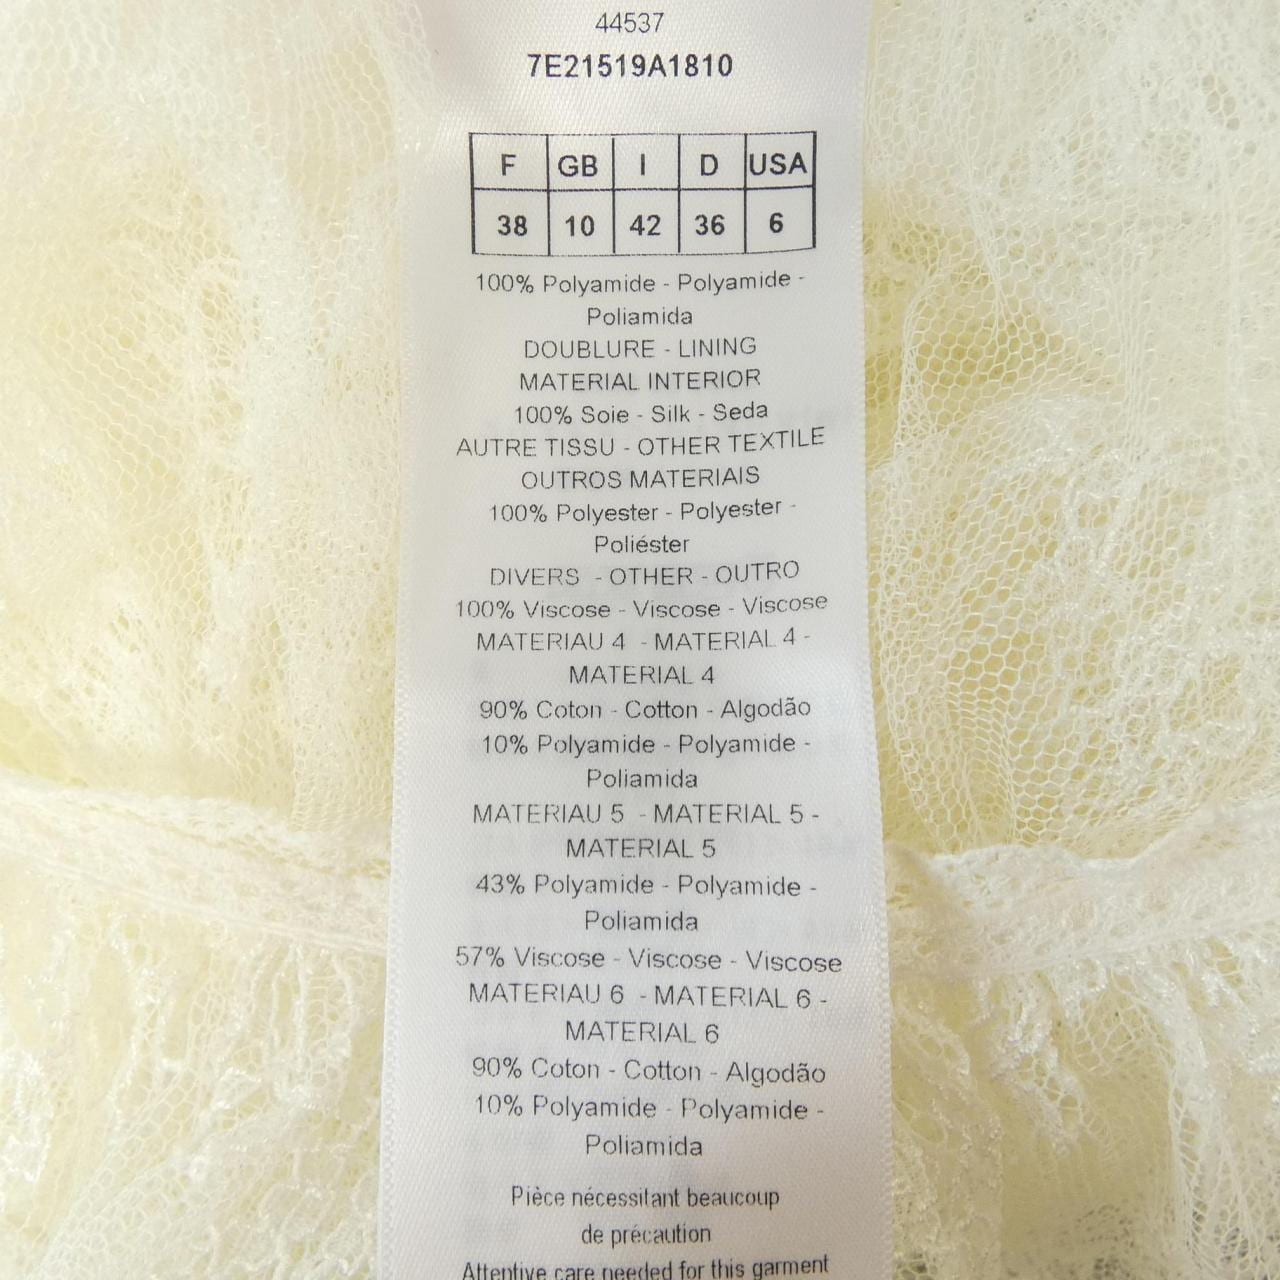 44537
7E21519A1810
F GB I D USA
38 10 42 36 6
100% Polyamide - Polyamide -
Poliamida
DOUBLURE - LINING
MATERIAL INTERIOR
100% Soie - Silk - Seda
AUTRE TISSU - OTHER TEXTILE
OUTROS MATERIAIS
100% Polyester - Polyester -
Poliéster
DIVERS - OTHER - OUTRO
100% Viscose - Viscose - Viscose
MATERIAU 4 - MATERIAL 4 -
MATERIAL 4
90% Coton - Cotton - Algodão
10% Polyamide - Polyamide -
Poliamida
MATERIAU 5 - MATERIAL 5 -
MATERIAL 5
43% Polyamide - Polyamide -
Poliamida
57% Viscose - Viscose - Viscose
MATERIAU 6 - MATERIAL 6 -
MATERIAL 6
90% Coton - Cotton - Algodão
10% Polyamide - Polyamide -
Poliamida
Pièce nécessitant beaucoup
de précaution
Attentive care needed for this garment